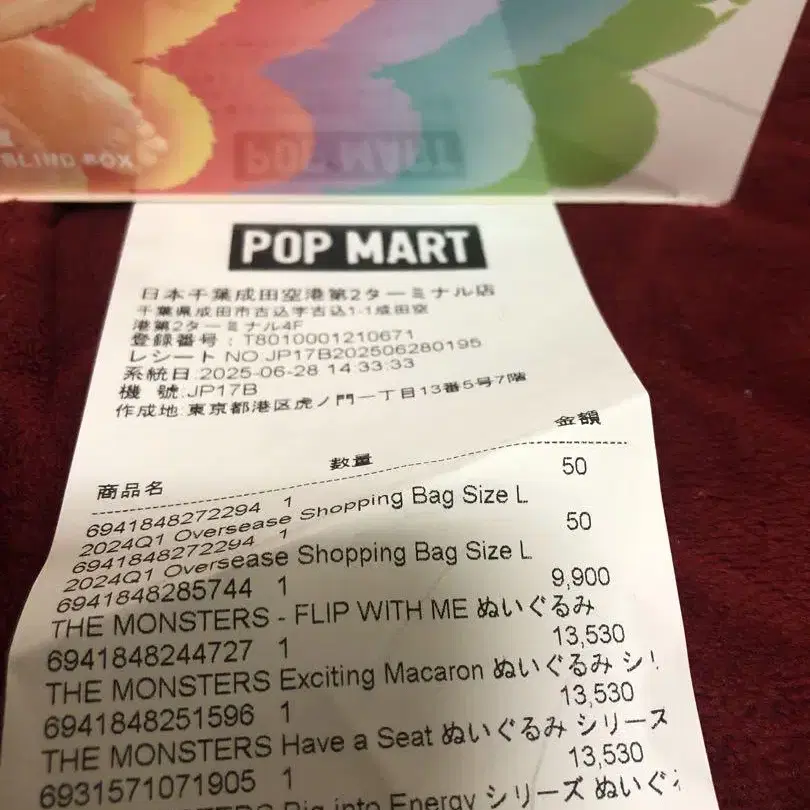 BLIND BOX
POP MART
POP MART
日本千葉成田空港第2ターミナル店
千葉県成田市古込字古込1-1成田空
港第2ターミナル4F
登録番号:T8010001210671
レシートNO.JP17B202506280195
系統日:2025-06-28 14:33:33
機 號:JP17B
作成地:東京都港区虎ノ門一丁目13番5号7階
商品名 数量 金額
6941848272294 1 50
2024Q1 Oversease Shopping Bag Size L
6941848272294 1 50
2024Q1 Oversease Shopping Bag Size L
6941848285744 1 9,900
THE MONSTERS - FLIP WITH ME ぬいぐるみ
6941848244727 1 13,530
THE MONSTERS Exciting Macaron ぬいぐるみ シ
6941848251596 1 13,530
THE MONSTERS Have a Seat ぬいぐるみ シリーズ
6931571071905 1 13,530
Big into Energy シリーズ ぬいぐ